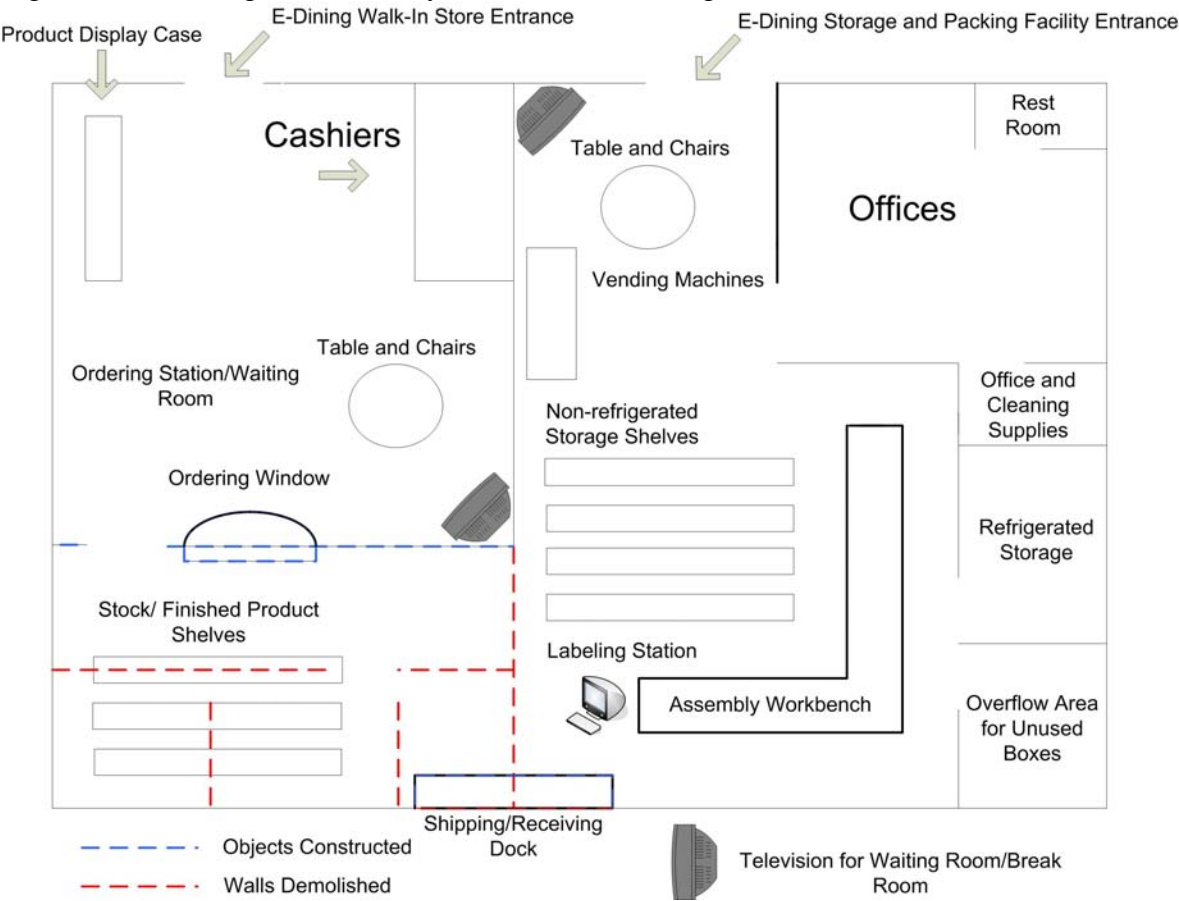 E-Dining Walk-In Store Entrance
E-Dining Storage and Packing Facility Entrance
Product Display Case
Rest
Room
Cashiers
Table and Chairs
Offices
Vending Machines
Table and Chairs
Ordering Station/Waiting
Room
Office and
Cleaning
Supplies
Non-refrigerated
Storage Shelves
Ordering Window
Refrigerated
Storage
Stock/ Finished Product
Shelves
Labeling Station
Assembly Workbench
Overflow Area
for Unused
Boxes
Shipping/Receiving
Dock
Objects Constructed
Walls Demolished
Television for Waiting Room/Break
Room